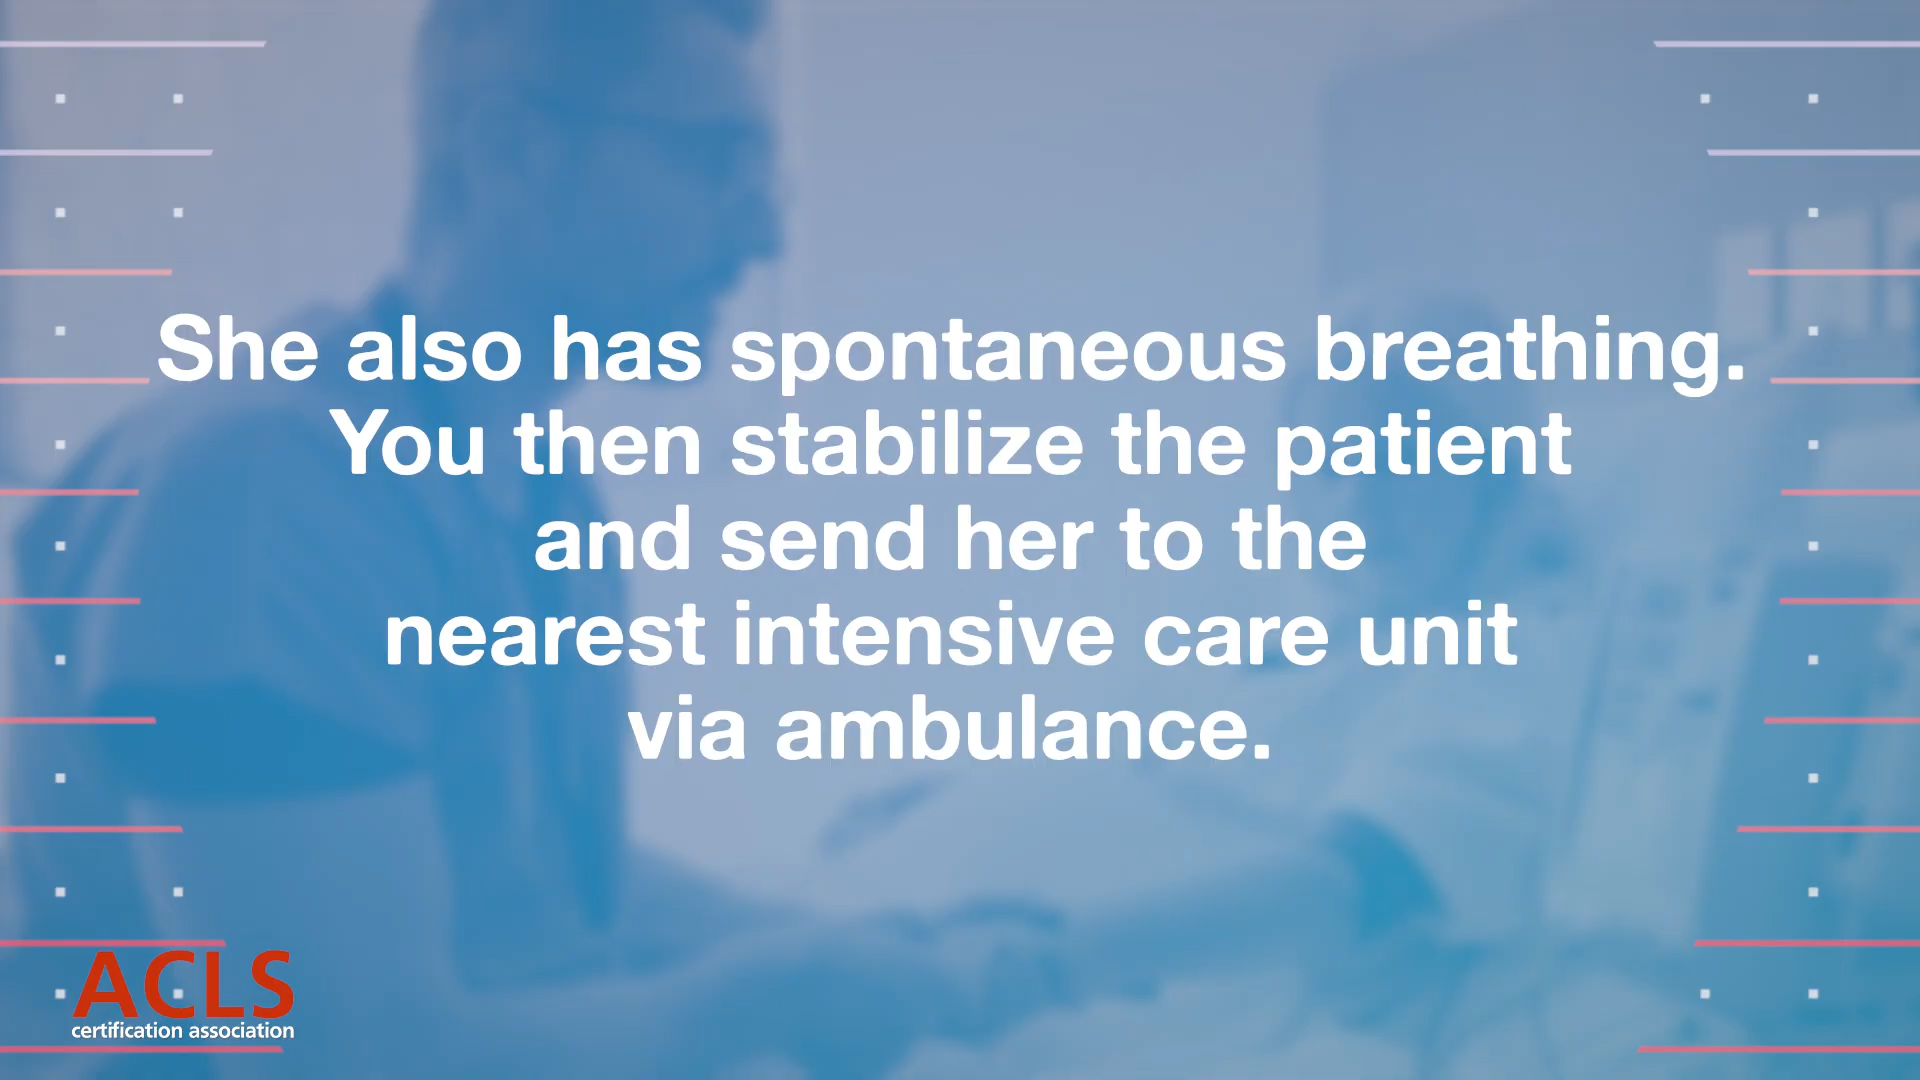 She also has spontaneous breathing.
You then stabilize the patient
and send her to the
nearest intensive care unit
via ambulance.
ACLS
certification association